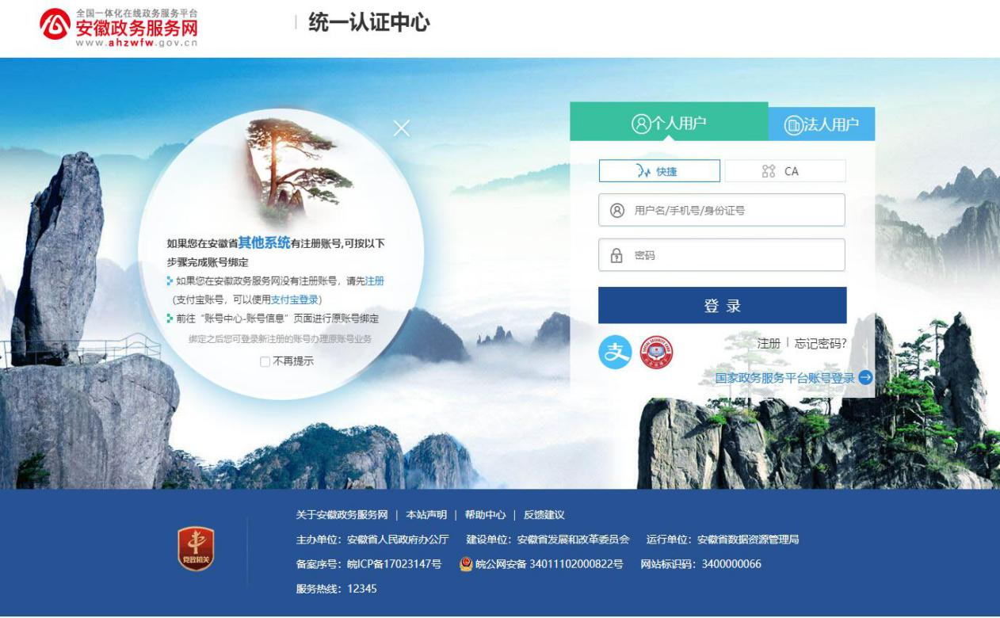 全国一体化在线政务服务平台
安徽政务服务网
www.ahzwfw.gov.cn
统一认证中心
如果您在安徽省其他系统有注册账号,可按以下
步骤完成账号绑定
如果您在安徽政务服务网没有注册账号，请先注册
(支付宝账号，可以使用支付宝登录)
前往“账号中心-账号信息”页面进行原账号绑定
绑定之后您可登录新注册的账号办理原账号业务
不再提示
个人用户 法人用户
快捷 CA
用户名/手机号/身份证号
密码
登录
支
注册 | 忘记密码?
国家政务服务平台账号登录
党政机关
关于安徽政务服务网 | 本站声明 | 帮助中心 | 反馈建议
主办单位：安徽省人民政府办公厅 建设单位：安徽省发展和改革委员会 运行单位：安徽省数据资源管理局
备案序号：皖ICP备17023147号 皖公网安备 34011102000822号 网站标识码：3400000066
服务热线：12345